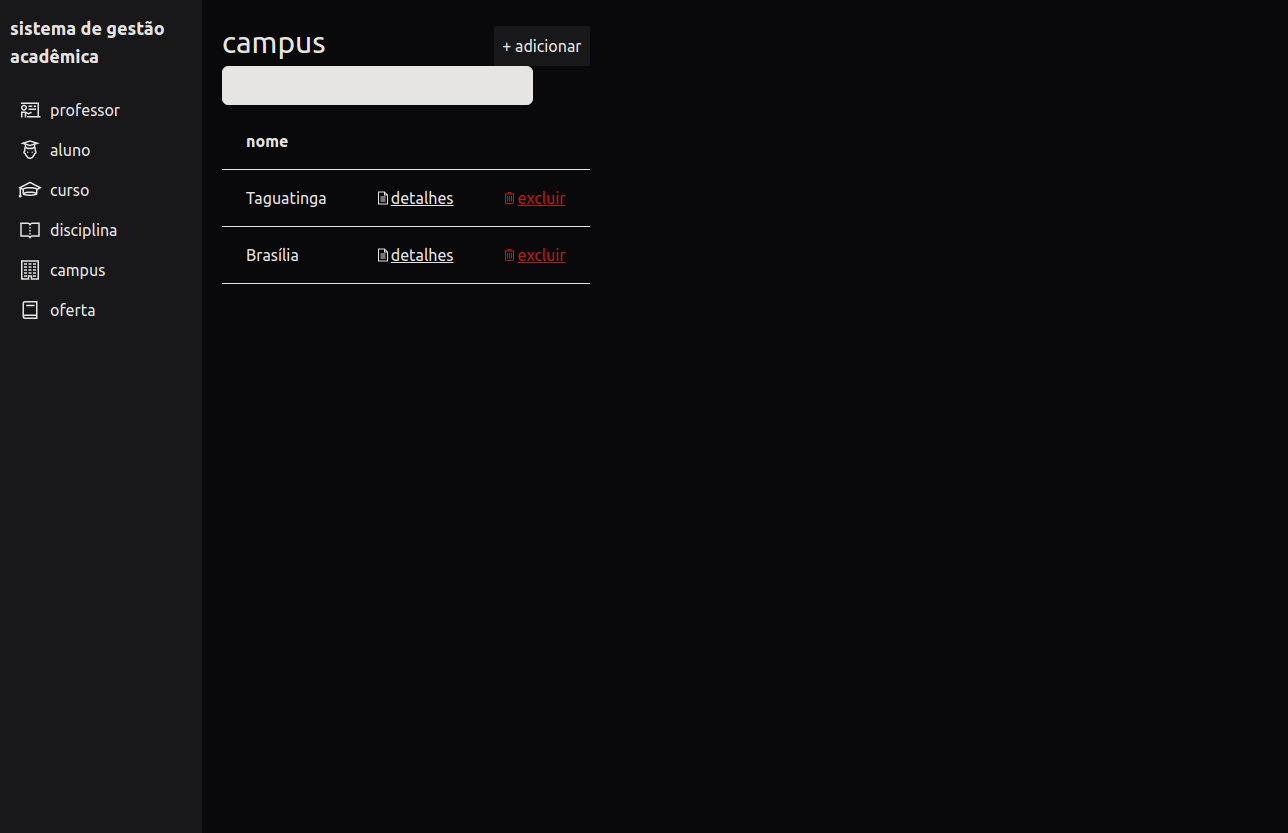 sistema de gestão
acadêmica
professor
aluno
curso
disciplina
campus
oferta
campus
+ adicionar
nome
Taguatinga detalhes excluir
Brasília detalhes excluir